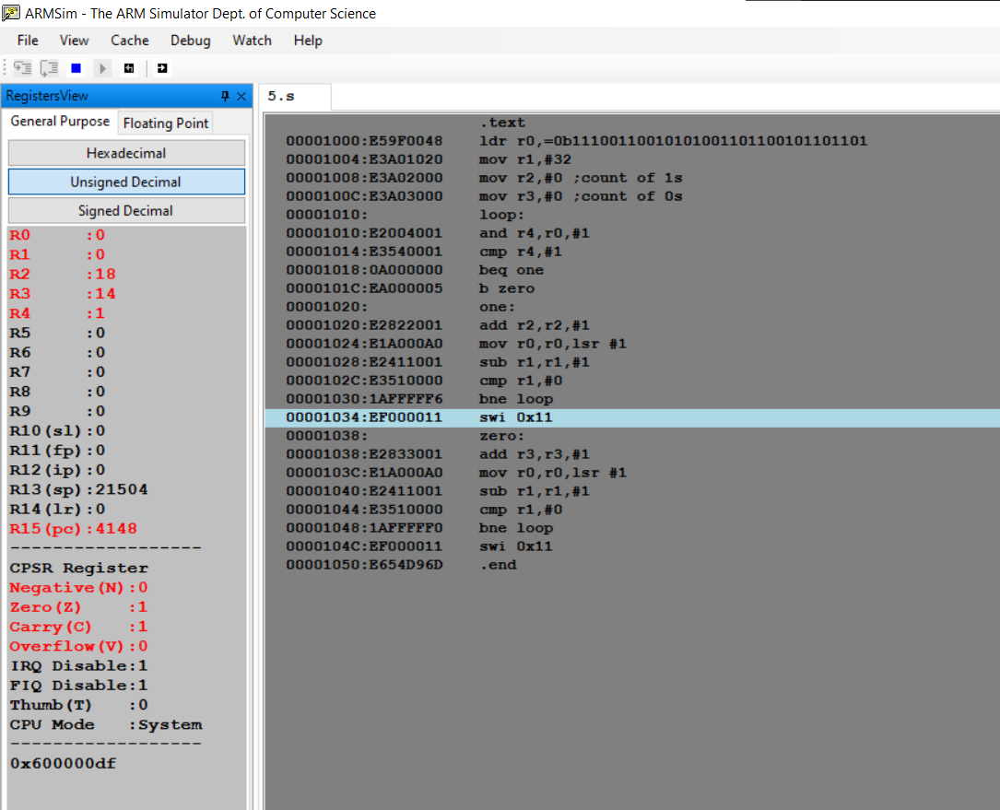 ARMSim - The ARM Simulator Dept. of Computer Science
File View Cache Debug Watch Help
RegistersView
General Purpose Floating Point
Hexadecimal
Unsigned Decimal
Signed Decimal
R0 :0
R1 :0
R2 :18
R3 :14
R4 :1
R5 :0
R6 :0
R7 :0
R8 :0
R9 :0
R10(sl):0
R11(fp):0
R12(ip):0
R13(sp):21504
R14(lr):0
R15(pc):4148
------------------
CPSR Register
Negative(N):0
Zero(Z) :1
Carry(C) :1
Overflow(V):0
IRQ Disable:1
FIQ Disable:1
Thumb(T) :0
CPU Mode :System
------------------
0x600000df
5.s
.text
00001000:E59F0048 ldr r0,=0b11100110010101001101100101101101
00001004:E3A01020 mov r1,#32
00001008:E3A02000 mov r2,#0 ;count of 1s
0000100C:E3A03000 mov r3,#0 ;count of 0s
00001010: loop:
00001010:E2004001 and r4,r0,#1
00001014:E3540001 cmp r4,#1
00001018:0A000000 beq one
0000101C:EA000005 b zero
00001020: one:
00001020:E2822001 add r2,r2,#1
00001024:E1A000A0 mov r0,r0,lsr #1
00001028:E2411001 sub r1,r1,#1
0000102C:E3510000 cmp r1,#0
00001030:1AFFFFF6 bne loop
00001034:EF000011 swi 0x11
00001038: zero:
00001038:E2833001 add r3,r3,#1
0000103C:E1A000A0 mov r0,r0,lsr #1
00001040:E2411001 sub r1,r1,#1
00001044:E3510000 cmp r1,#0
00001048:1AFFFFF0 bne loop
0000104C:EF000011 swi 0x11
00001050:E654D96D .end